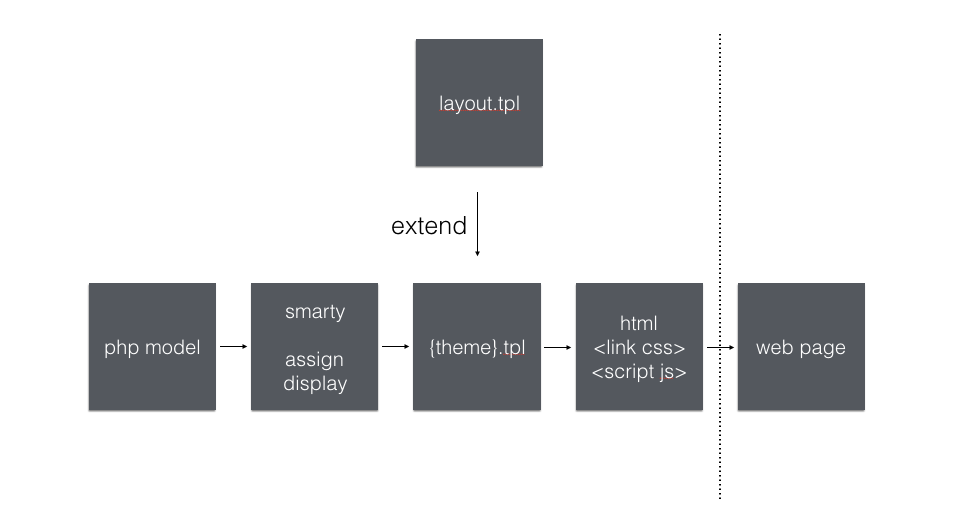 layout.tpl
extend
php model
smarty
assign
display
{theme}.tpl
html
<link css>
<script js>
web page